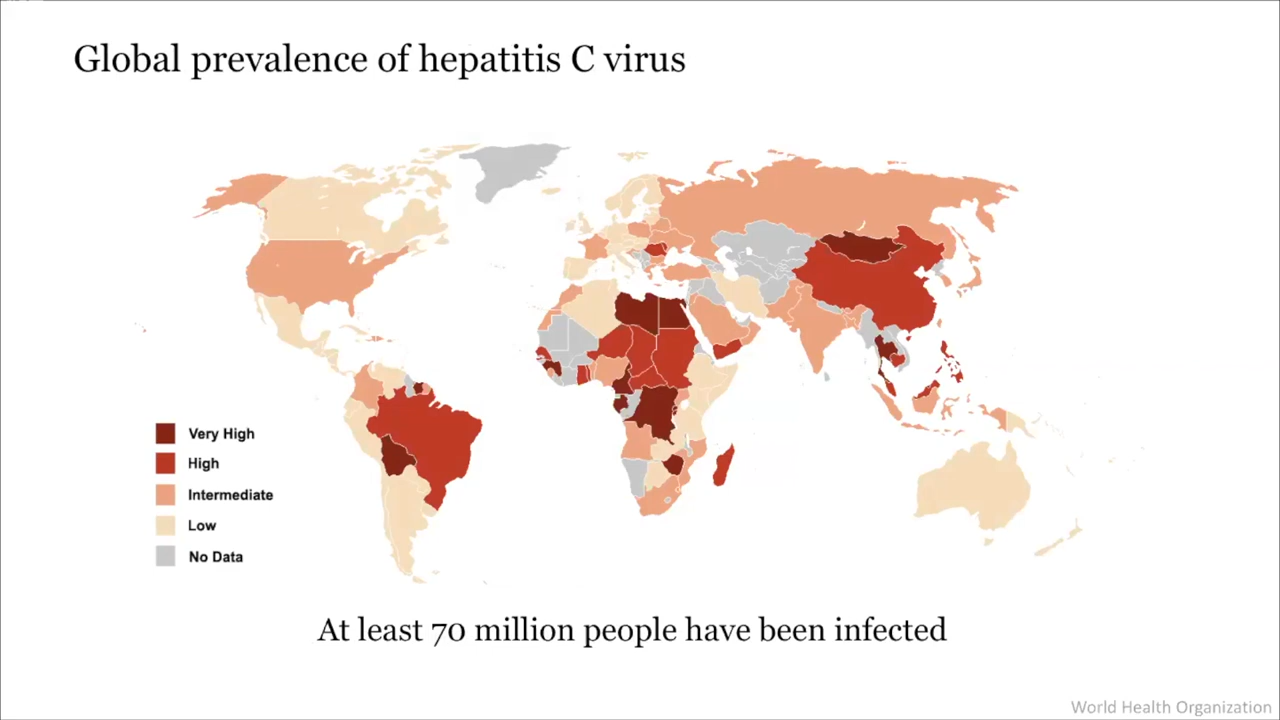 Global prevalence of hepatitis C virus
Very High
High
Intermediate
Low
No Data
At least 70 million people have been infected
World Health Organization